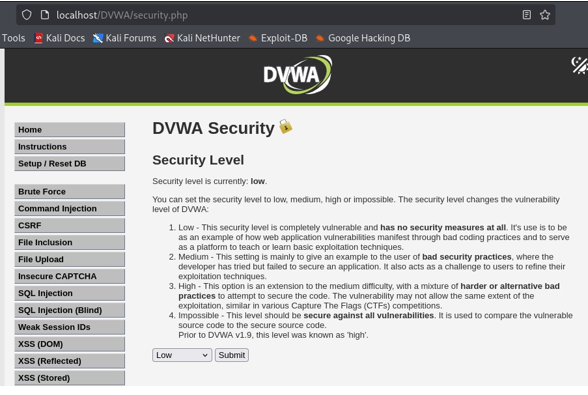 localhost/DVWA/security.php
Tools Kali Docs Kali Forums Kali NetHunter Exploit-DB Google Hacking DB
DVWA
Home
Instructions
Setup / Reset DB
Brute Force
Command Injection
CSRF
File Inclusion
File Upload
Insecure CAPTCHA
SQL Injection
SQL Injection (Blind)
Weak Session IDs
XSS (DOM)
XSS (Reflected)
XSS (Stored)
DVWA Security
Security Level
Security level is currently: low.
You can set the security level to low, medium, high or impossible. The security level changes the vulnerability
level of DVWA:
1. Low - This security level is completely vulnerable and has no security measures at all. It's use is to be
as an example of how web application vulnerabilities manifest through bad coding practices and to serve
as a platform to teach or learn basic exploitation techniques.
2. Medium - This setting is mainly to give an example to the user of bad security practices, where the
developer has tried but failed to secure an application. It also acts as a challenge to users to refine their
exploitation techniques.
3. High - This option is an extension to the medium difficulty, with a mixture of harder or alternative bad
practices to attempt to secure the code. The vulnerability may not allow the same extent of the
exploitation, similar in various Capture The Flags (CTFs) competitions.
4. Impossible - This level should be secure against all vulnerabilities. It is used to compare the vulnerable
source code to the secure source code.
Prior to DVWA v1.9, this level was known as 'high'.
Low Submit